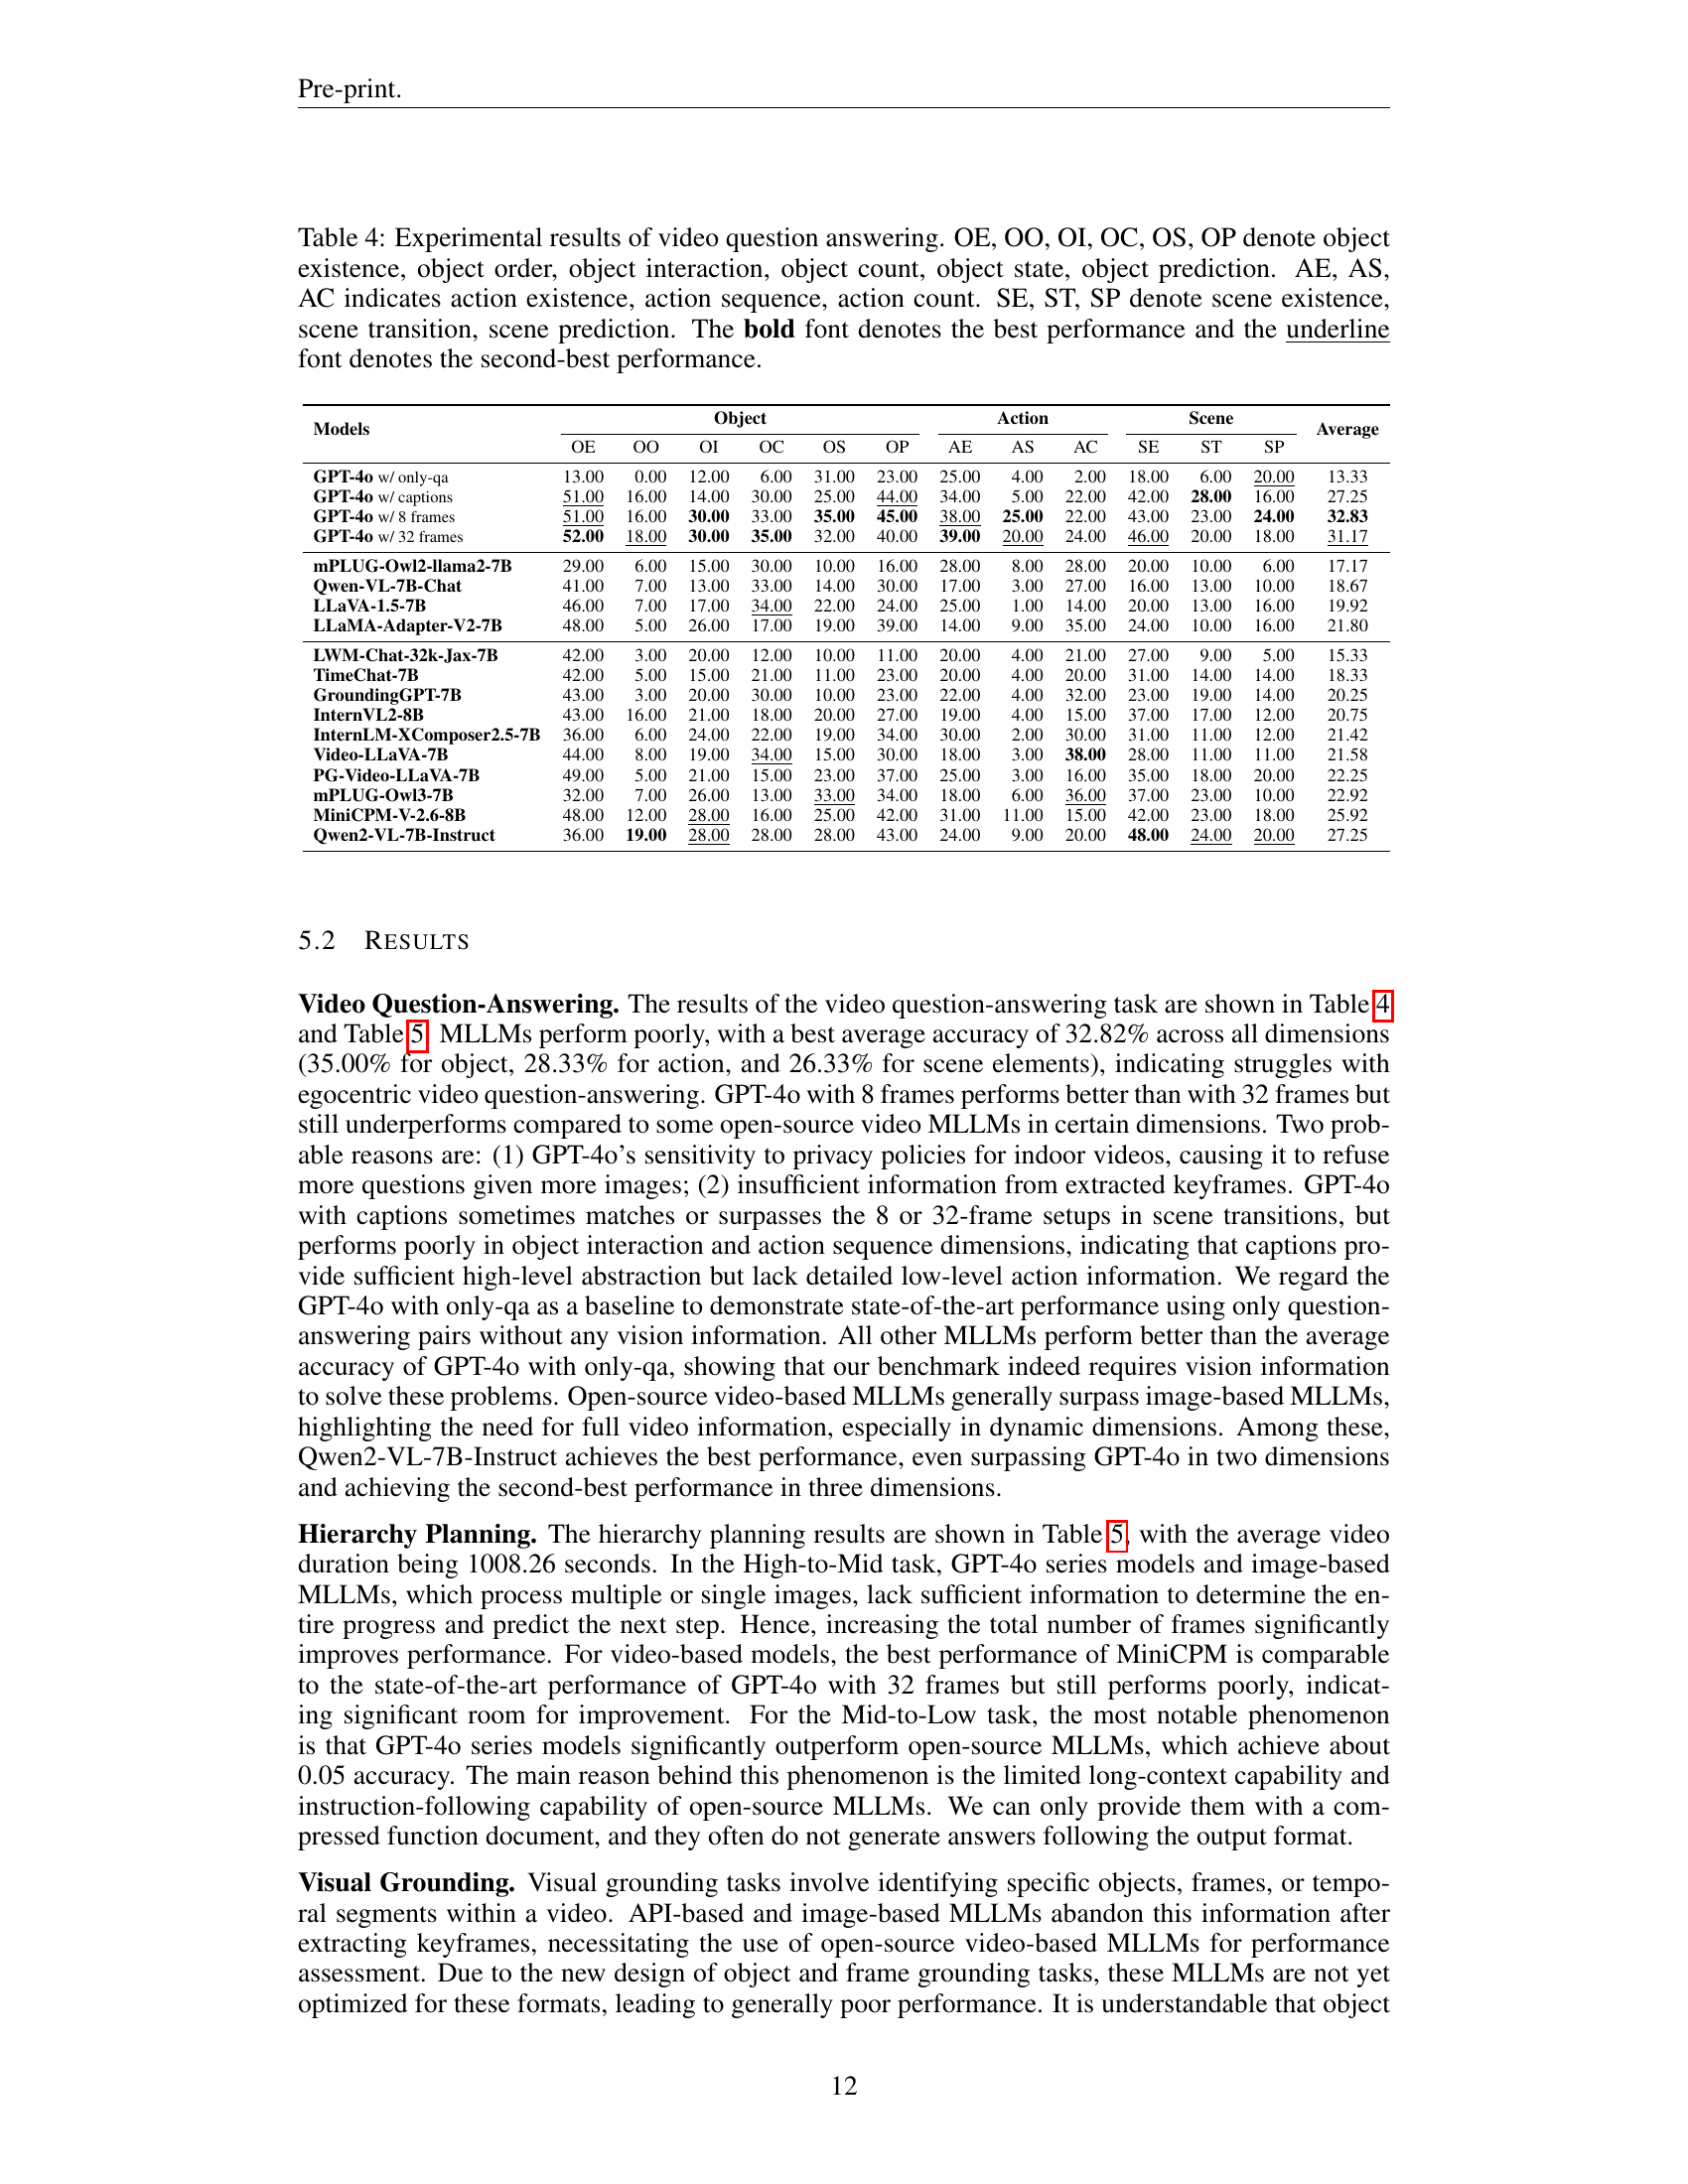 Pre-print.
Table 4: Experimental results of video question answering. OE, OO, OI, OC, OS, OP denote object
existence, object order, object interaction, object count, object state, object prediction. AE, AS,
AC indicates action existence, action sequence, action count. SE, ST, SP denote scene existence,
scene transition, scene prediction. The bold font denotes the best performance and the underline
font denotes the second-best performance.
Models Object Action Scene Average
OE OO OI OC OS OP AE AS AC SE ST SP
GPT-4o w/ only-qa 13.00 0.00 12.00 6.00 31.00 23.00 25.00 4.00 2.00 18.00 6.00 20.00 13.33
GPT-4o w/ captions 51.00 16.00 14.00 30.00 25.00 44.00 34.00 5.00 22.00 42.00 28.00 16.00 27.25
GPT-4o w/ 8 frames 51.00 16.00 30.00 33.00 35.00 45.00 38.00 25.00 22.00 43.00 23.00 24.00 32.83
GPT-4o w/ 32 frames 52.00 18.00 30.00 35.00 32.00 40.00 39.00 20.00 24.00 46.00 20.00 18.00 31.17
mPLUG-Owl2-llama2-7B 29.00 6.00 15.00 30.00 10.00 16.00 28.00 8.00 28.00 20.00 10.00 6.00 17.17
Qwen-VL-7B-Chat 41.00 7.00 13.00 33.00 14.00 30.00 17.00 3.00 27.00 16.00 13.00 10.00 18.67
LLaVA-1.5-7B 46.00 7.00 17.00 34.00 22.00 24.00 25.00 1.00 14.00 20.00 13.00 16.00 19.92
LLaMA-Adapter-V2-7B 48.00 5.00 26.00 17.00 19.00 39.00 14.00 9.00 35.00 24.00 10.00 16.00 21.80
LWM-Chat-32k-Jax-7B 42.00 3.00 20.00 12.00 10.00 11.00 20.00 4.00 21.00 27.00 9.00 5.00 15.33
TimeChat-7B 42.00 5.00 15.00 21.00 11.00 23.00 20.00 4.00 20.00 31.00 14.00 14.00 18.33
GroundingGPT-7B 43.00 3.00 20.00 30.00 10.00 23.00 22.00 4.00 32.00 23.00 19.00 14.00 20.25
InternVL2-8B 43.00 16.00 21.00 18.00 20.00 27.00 19.00 4.00 15.00 37.00 17.00 12.00 20.75
InternLM-XComposer2.5-7B 36.00 6.00 24.00 22.00 19.00 34.00 30.00 2.00 30.00 31.00 11.00 12.00 21.42
Video-LLaVA-7B 44.00 8.00 19.00 34.00 15.00 30.00 18.00 3.00 38.00 28.00 11.00 11.00 21.58
PG-Video-LLaVA-7B 49.00 5.00 21.00 15.00 23.00 37.00 25.00 3.00 16.00 35.00 18.00 20.00 22.25
mPLUG-Owl3-7B 32.00 7.00 26.00 13.00 33.00 34.00 18.00 6.00 36.00 37.00 23.00 10.00 22.92
MiniCPM-V-2.6-8B 48.00 12.00 28.00 16.00 25.00 42.00 31.00 11.00 15.00 42.00 23.00 18.00 25.92
Qwen2-VL-7B-Instruct 36.00 19.00 28.00 28.00 28.00 43.00 24.00 9.00 20.00 48.00 24.00 20.00 27.25
5.2 RESULTS
Video Question-Answering. The results of the video question-answering task are shown in Table 4
and Table 5. MLLMs perform poorly, with a best average accuracy of 32.82% across all dimensions
(35.00% for object, 28.33% for action, and 26.33% for scene elements), indicating struggles with
egocentric video question-answering. GPT-4o with 8 frames performs better than with 32 frames but
still underperforms compared to some open-source video MLLMs in certain dimensions. Two prob-
able reasons are: (1) GPT-4o's sensitivity to privacy policies for indoor videos, causing it to refuse
more questions given more images; (2) insufficient information from extracted keyframes. GPT-4o
with captions sometimes matches or surpasses the 8 or 32-frame setups in scene transitions, but
performs poorly in object interaction and action sequence dimensions, indicating that captions pro-
vide sufficient high-level abstraction but lack detailed low-level action information. We regard the
GPT-4o with only-qa as a baseline to demonstrate state-of-the-art performance using only question-
answering pairs without any vision information. All other MLLMs perform better than the average
accuracy of GPT-4o with only-qa, showing that our benchmark indeed requires vision information
to solve these problems. Open-source video-based MLLMs generally surpass image-based MLLMs,
highlighting the need for full video information, especially in dynamic dimensions. Among these,
Qwen2-VL-7B-Instruct achieves the best performance, even surpassing GPT-4o in two dimensions
and achieving the second-best performance in three dimensions.
Hierarchy Planning. The hierarchy planning results are shown in Table 5, with the average video
duration being 1008.26 seconds. In the High-to-Mid task, GPT-4o series models and image-based
MLLMs, which process multiple or single images, lack sufficient information to determine the en-
tire progress and predict the next step. Hence, increasing the total number of frames significantly
improves performance. For video-based models, the best performance of MiniCPM is comparable
to the state-of-the-art performance of GPT-4o with 32 frames but still performs poorly, indicat-
ing significant room for improvement. For the Mid-to-Low task, the most notable phenomenon
is that GPT-4o series models significantly outperform open-source MLLMs, which achieve about
0.05 accuracy. The main reason behind this phenomenon is the limited long-context capability and
instruction-following capability of open-source MLLMs. We can only provide them with a com-
pressed function document, and they often do not generate answers following the output format.
Visual Grounding. Visual grounding tasks involve identifying specific objects, frames, or tempo-
ral segments within a video. API-based and image-based MLLMs abandon this information after
extracting keyframes, necessitating the use of open-source video-based MLLMs for performance
assessment. Due to the new design of object and frame grounding tasks, these MLLMs are not yet
optimized for these formats, leading to generally poor performance. It is understandable that object
12